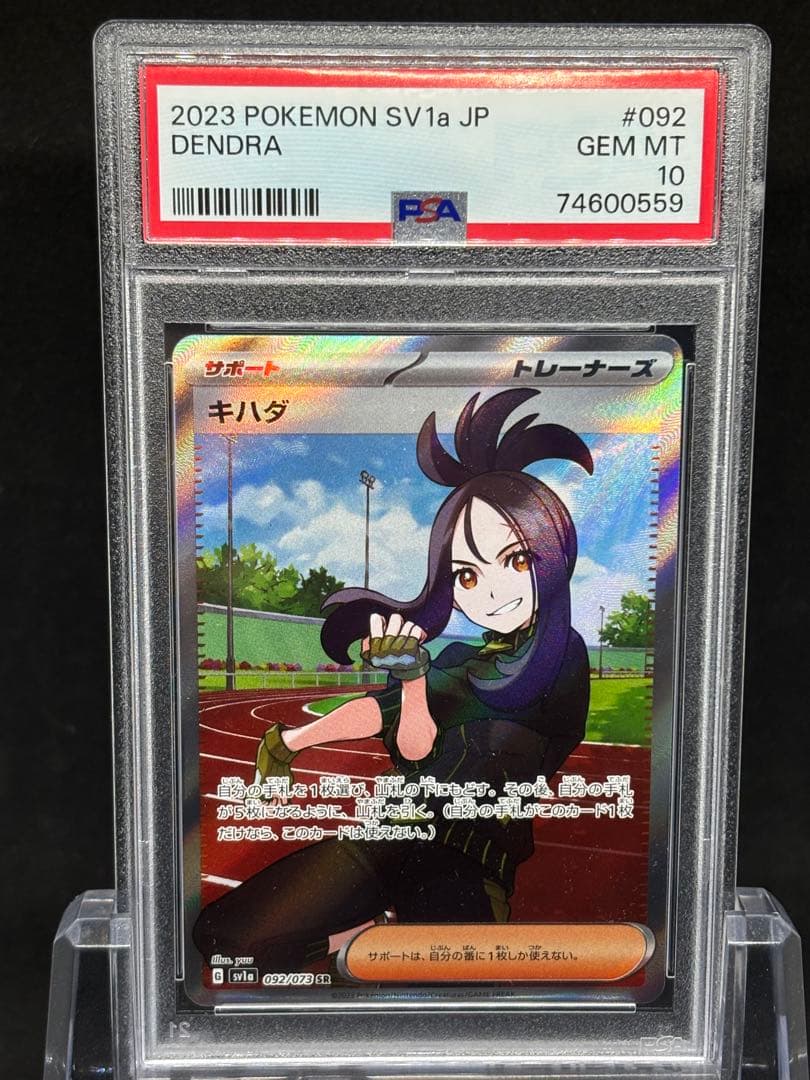 2023 POKEMON SV1a JP #092
DENDRA GEM MT
10
74600559
PSA
サポート トレーナーズ
キハダ
自分の手札を1枚選び、山札の下にもどす。その後、自分の手札
が5枚になるように、山札を引く。(自分の手札がこのカード1枚
だけなら、このカードは使えない。)
サポートは、自分の番に1枚しか使えない。
Illus. yuu
G sv1a 092/073 SR
©2023 Pokémon/Nintendo/Creatures/GAME FREAK